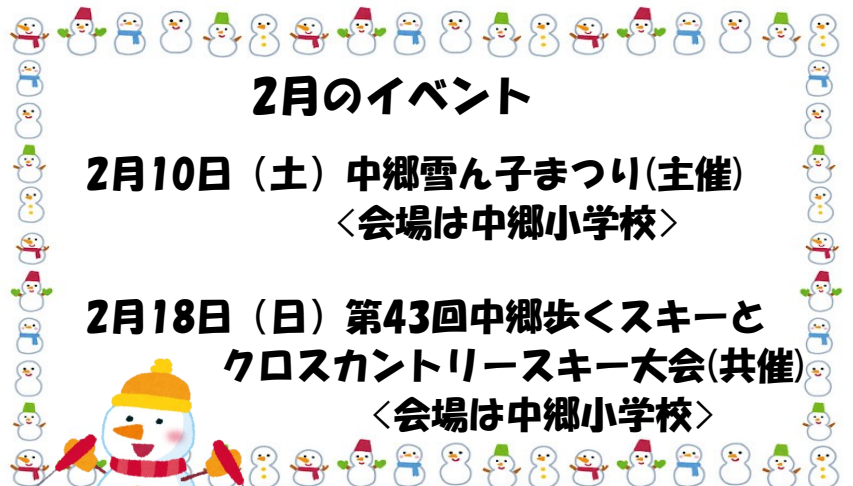 2月のイベント
2月10日（土）中郷雪ん子まつり(主催)
<会場は中郷小学校>
2月18日（日）第43回中郷歩くスキーと
クロスカントリースキー大会(共催)
<会場は中郷小学校>